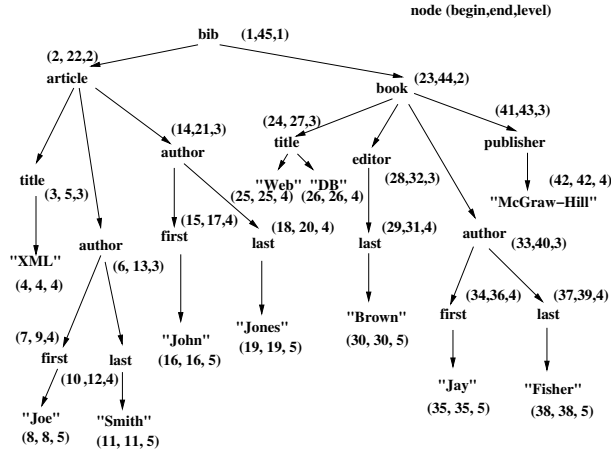 node (begin,end,level)
bib (1,45,1)
(2, 22,2)
article
(23,44,2)
book
(14,21,3)
author
(24, 27,3)
title
editor
(28,32,3)
(41,43,3)
publisher
title
(3, 5,3)
"Web" "DB"
(25, 25, 4) (26, 26, 4)
(42, 42, 4)
"McGraw−Hill"
author
(6, 13,3)
(15,17,4)
first
(18, 20, 4)
last
(29,31,4)
last
author
(33,40,3)
"XML"
(4, 4, 4)
(7, 9,4)
first
last
(10 ,12,4)
"John"
(16, 16, 5)
"Jones"
(19, 19, 5)
"Brown"
(30, 30, 5)
(34,36,4)
first
(37,39,4)
last
"Joe"
(8, 8, 5)
"Smith"
(11, 11, 5)
"Jay"
(35, 35, 5)
"Fisher"
(38, 38, 5)